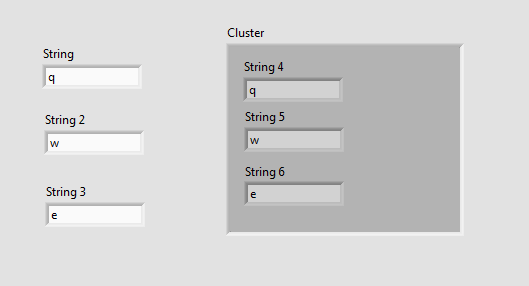 String
q
String 2
w
String 3
e
Cluster
String 4
q
String 5
w
String 6
e